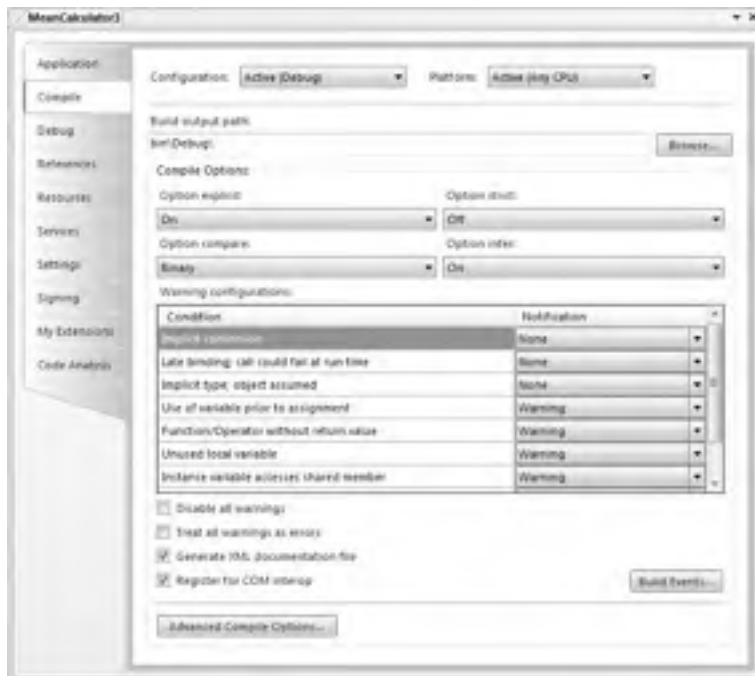 MeanCalculator3
Application
Compile
Debug
References
Resources
Services
Settings
Signing
My Extensions
Code Analysis
Configuration: Active (Debug)
Platform: Active (Any CPU)
Build output path:
bin\Debug\
Browse...
Compile Options:
Option explicit:
Option strict:
On
Off
Option compare:
Option infer:
Binary
On
Warning configurations:
Condition
Notification
Implicit conversion
None
Late binding; call could fail at run time
None
Implicit type; object assumed
None
Use of variable prior to assignment
Warning
Function/Operator without return value
Warning
Unused local variable
Warning
Instance variable accesses shared member
Warning
Disable all warnings
Treat all warnings as errors
Generate XML documentation file
Register for COM interop
Build Events...
Advanced Compile Options...